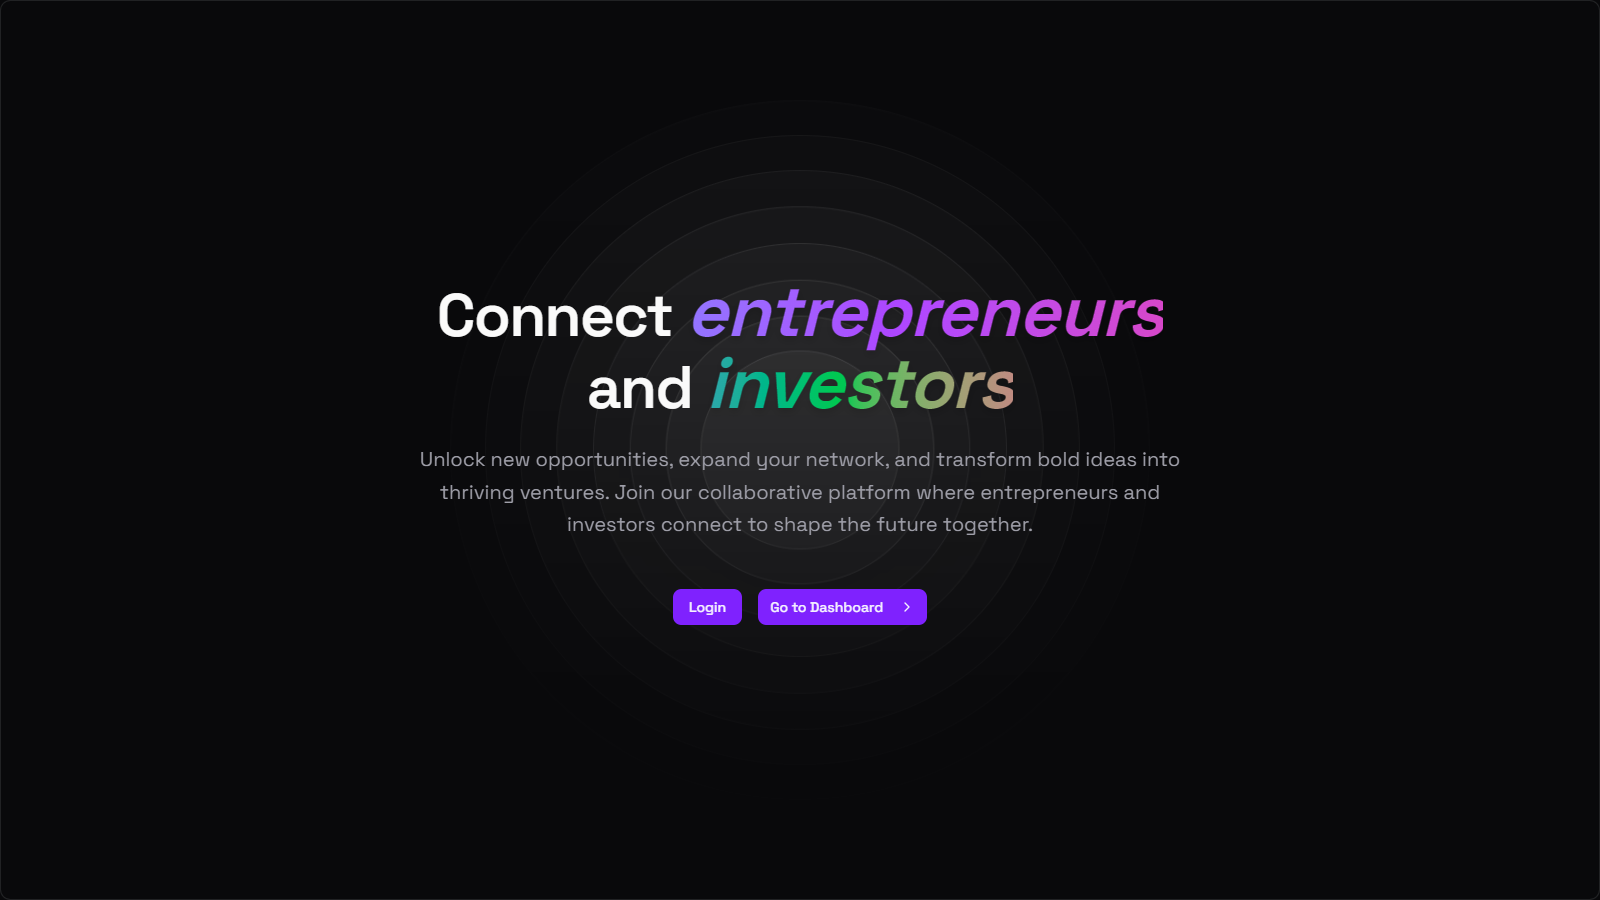 Connect entrepreneurs
and investors
Unlock new opportunities, expand your network, and transform bold ideas into
thriving ventures. Join our collaborative platform where entrepreneurs and
investors connect to shape the future together.
Login
Go to Dashboard